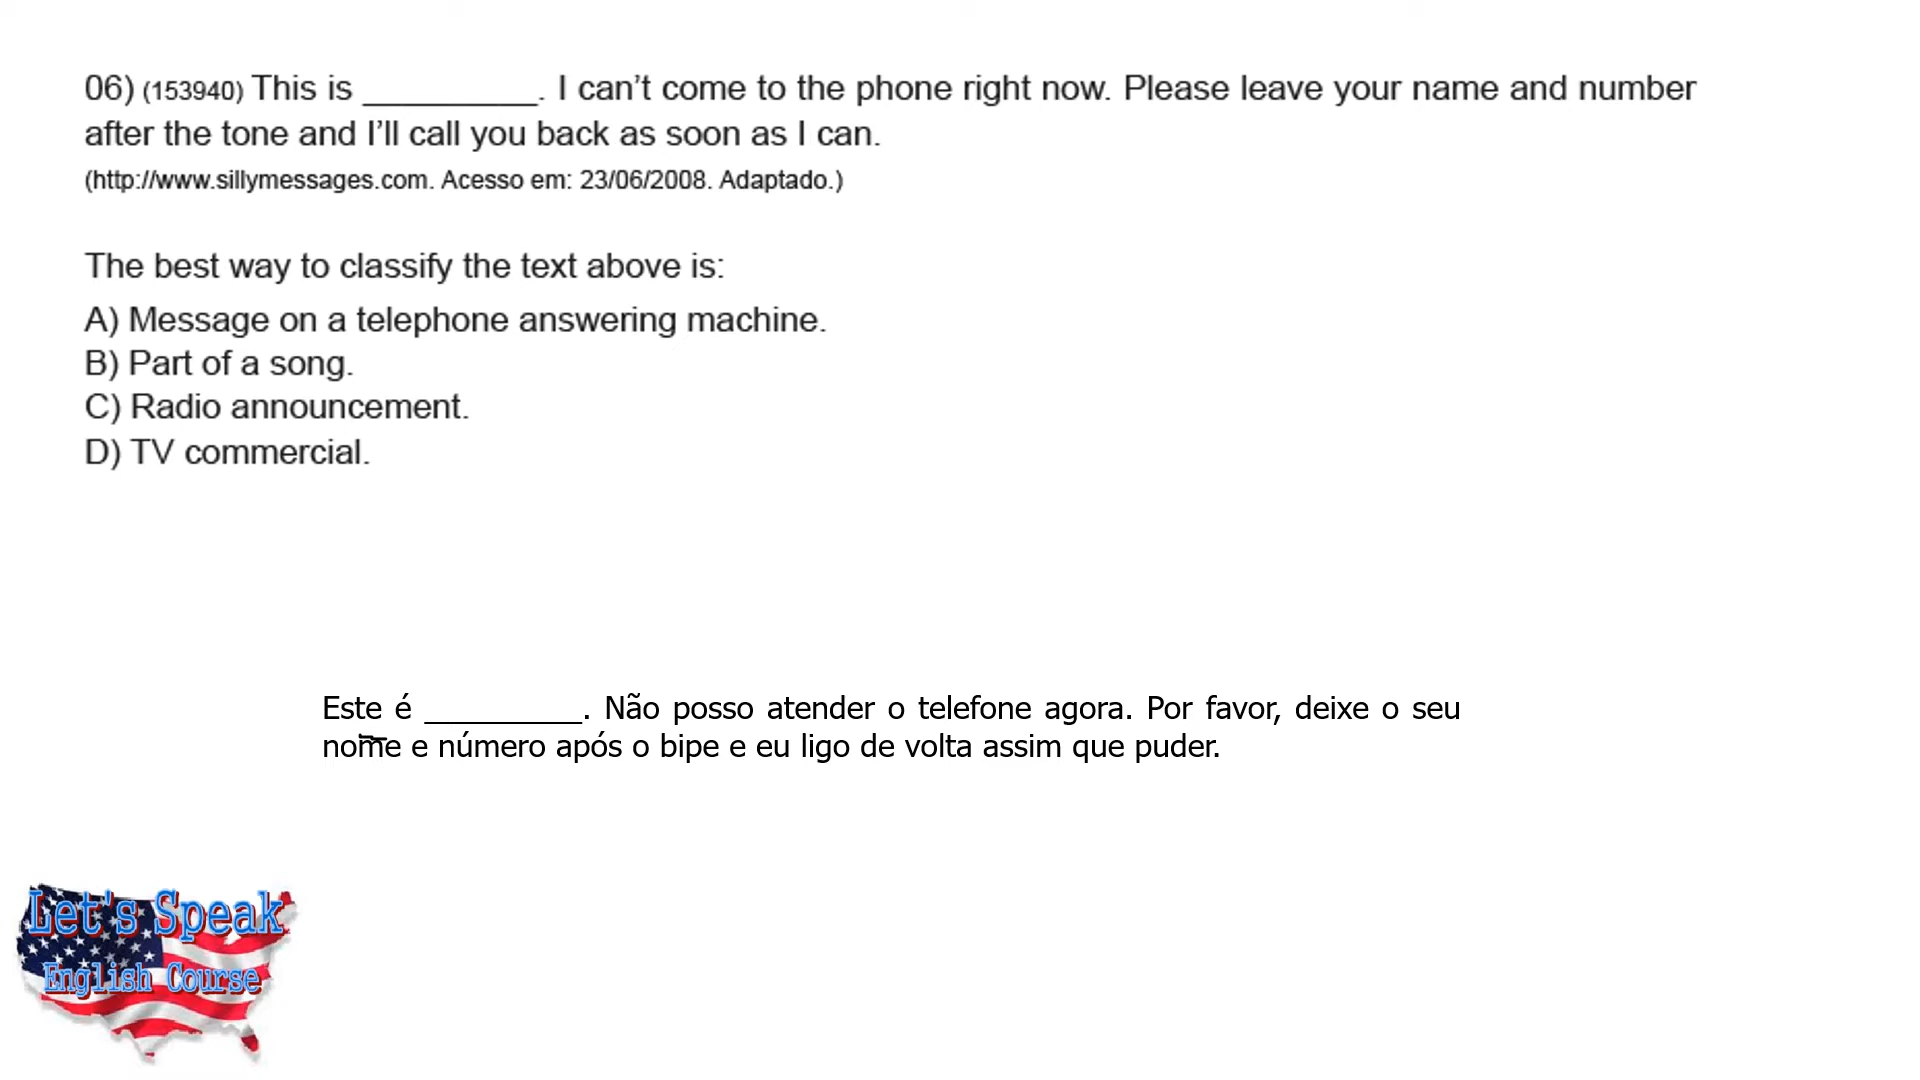 06) (153940) This is _________. I can’t come to the phone right now. Please leave your name and number
after the tone and I’ll call you back as soon as I can.
(http://www.sillymessages.com. Acesso em: 23/06/2008. Adaptado.)
The best way to classify the text above is:
A) Message on a telephone answering machine.
B) Part of a song.
C) Radio announcement.
D) TV commercial.
Este é _________. Não posso atender o telefone agora. Por favor, deixe o seu
nome e número após o bipe e eu ligo de volta assim que puder.
Let's Speak
English Course